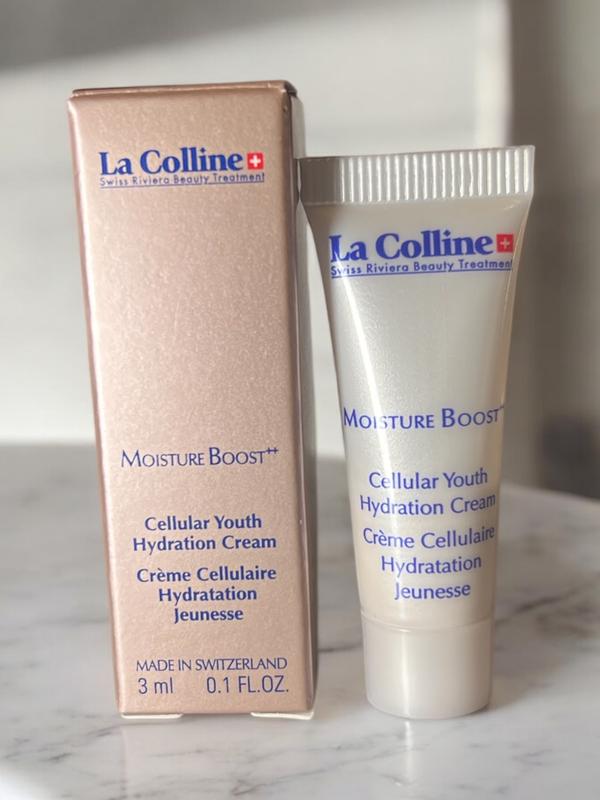 La Colline
Swiss Riviera Beauty Treatment
MOISTURE BOOST++
Cellular Youth
Hydration Cream
Crème Cellulaire
Hydratation
Jeunesse
MADE IN SWITZERLAND
3 ml 0.1 FL.OZ.
La Colline
Swiss Riviera Beauty Treatment
MOISTURE BOOST++
Cellular Youth
Hydration Cream
Crème Cellulaire
Hydratation
Jeunesse